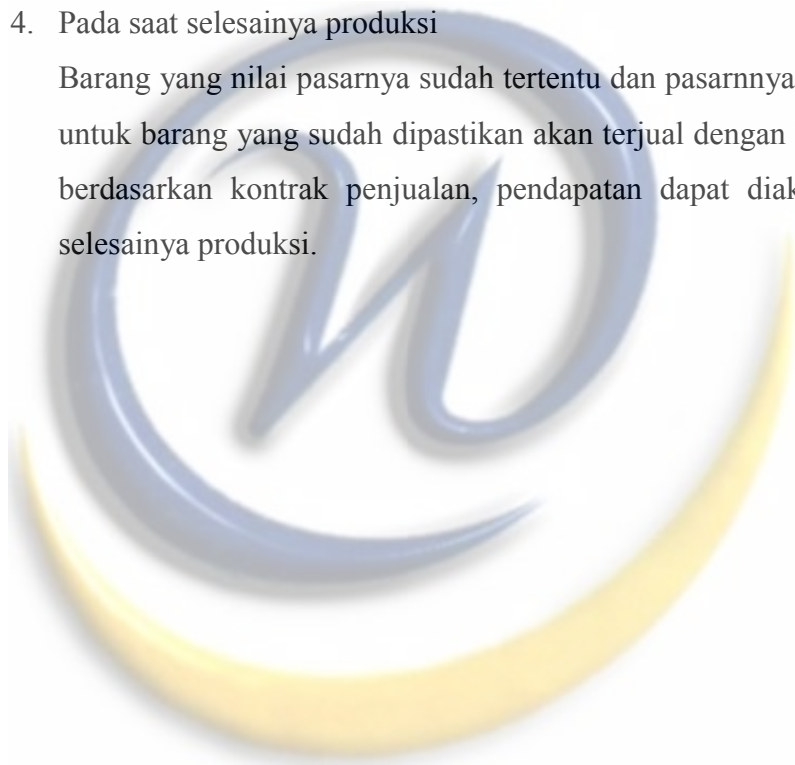 4. Pada saat selesainya produksi
Barang yang nilai pasarnya sudah tertentu dan pasarnnya
untuk barang yang sudah dipastikan akan terjual dengan
berdasarkan kontrak penjualan, pendapatan dapat diak
selesainya produksi.